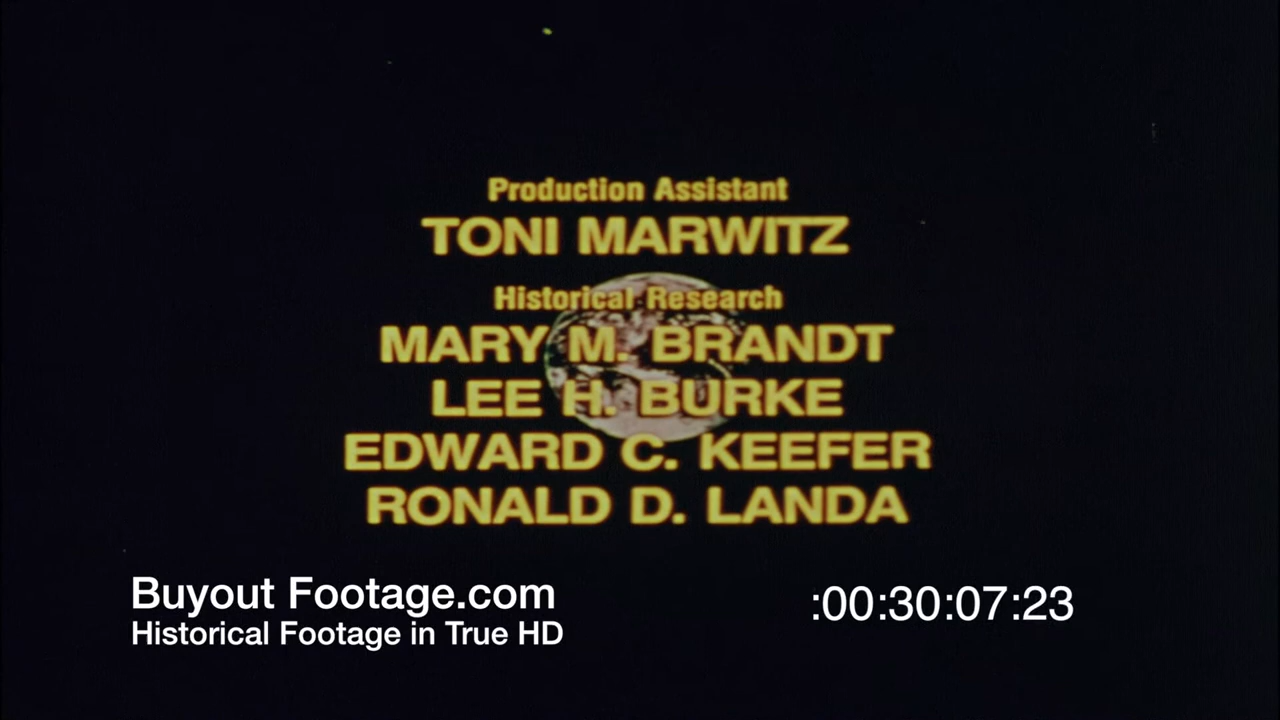 Production Assistant
TONI MARWITZ
Historical Research
MARY M. BRANDT
LEE H. BURKE
EDWARD C. KEEFER
RONALD D. LANDA
Buyout Footage.com
Historical Footage in True HD
:00:30:07:23